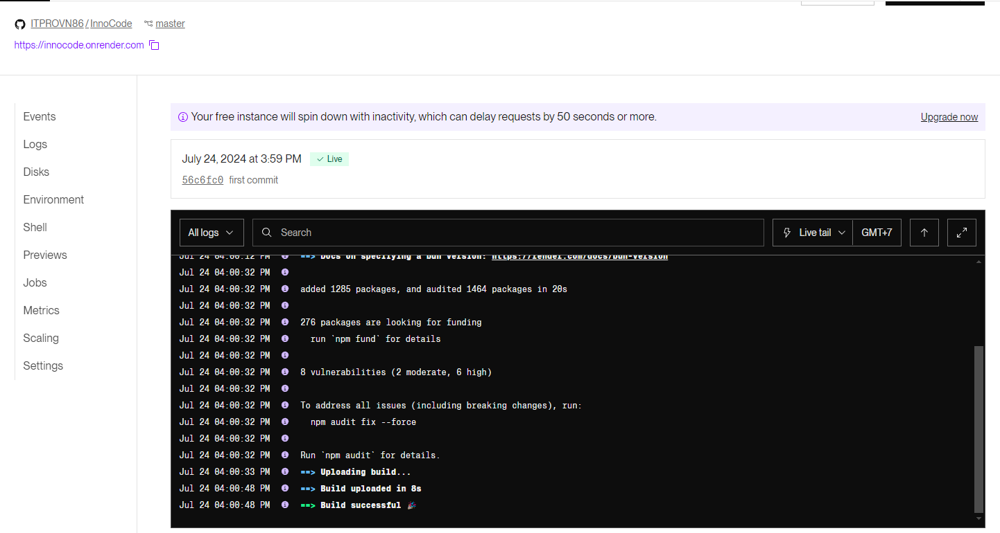 ITPROVN86 / InnoCode master
https://innocode.onrender.com
Events
Logs
Disks
Environment
Shell
Previews
Jobs
Metrics
Scaling
Settings
Your free instance will spin down with inactivity, which can delay requests by 50 seconds or more. Upgrade now
July 24, 2024 at 3:59 PM Live
56c6fc0 first commit
All logs Search Live tail GMT+7
Jul 24 04:00:12 PM ==> Docs on specifying a bun version: https://render.com/docs/bun-version
Jul 24 04:00:32 PM
Jul 24 04:00:32 PM added 1285 packages, and audited 1464 packages in 20s
Jul 24 04:00:32 PM
Jul 24 04:00:32 PM 276 packages are looking for funding
Jul 24 04:00:32 PM run `npm fund` for details
Jul 24 04:00:32 PM
Jul 24 04:00:32 PM 8 vulnerabilities (2 moderate, 6 high)
Jul 24 04:00:32 PM
Jul 24 04:00:32 PM To address all issues (including breaking changes), run:
Jul 24 04:00:32 PM npm audit fix --force
Jul 24 04:00:32 PM
Jul 24 04:00:32 PM Run `npm audit` for details.
Jul 24 04:00:33 PM ==> Uploading build...
Jul 24 04:00:48 PM ==> Build uploaded in 8s
Jul 24 04:00:48 PM ==> Build successful 🎉